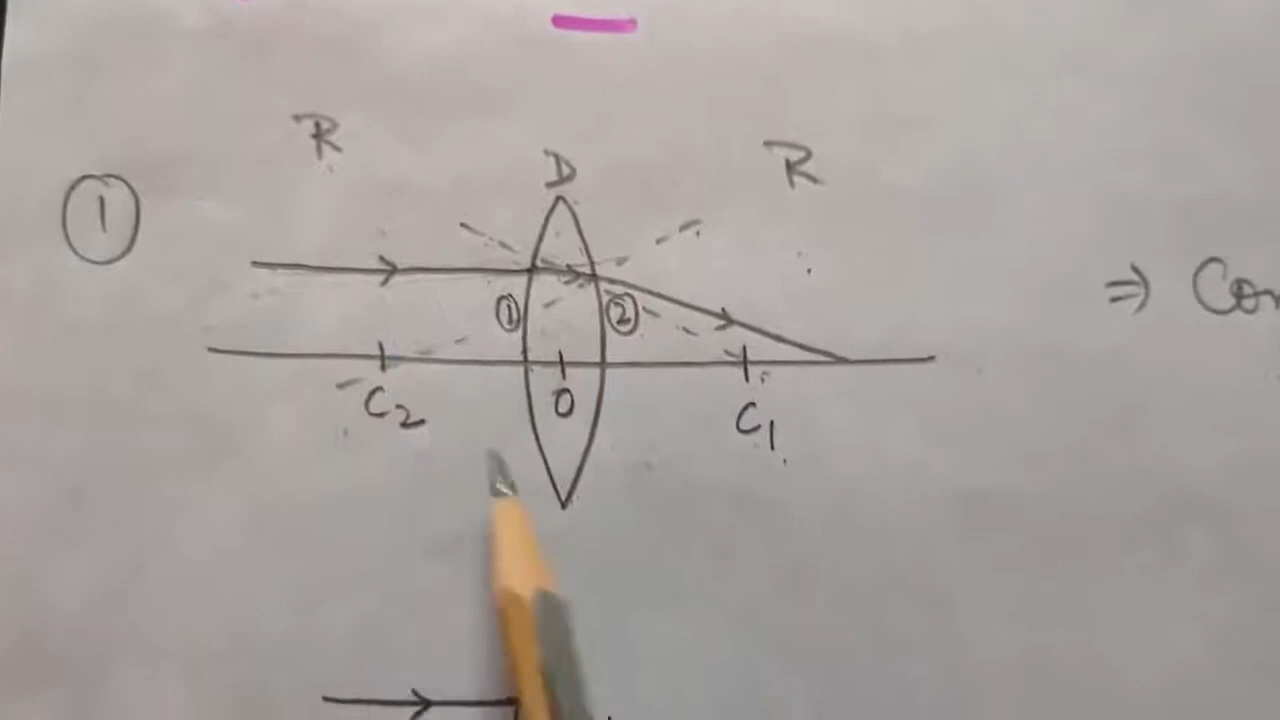 R D R
①
⇒ Con
① ②
C2 O C1